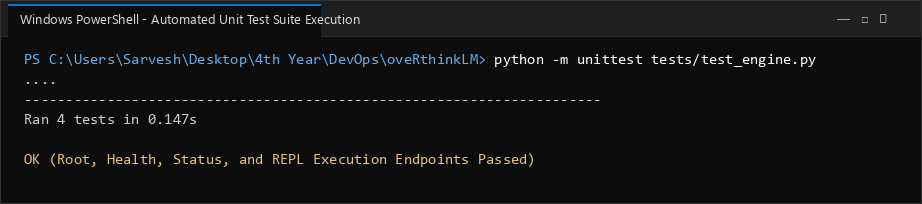 Windows PowerShell - Automated Unit Test Suite Execution
PS C:\Users\Sarvesh\Desktop\4th Year\DevOps\oveRthinkLM> python -m unittest tests/test_engine.py
....
----------------------------------------------------------------------
Ran 4 tests in 0.147s
OK (Root, Health, Status, and REPL Execution Endpoints Passed)